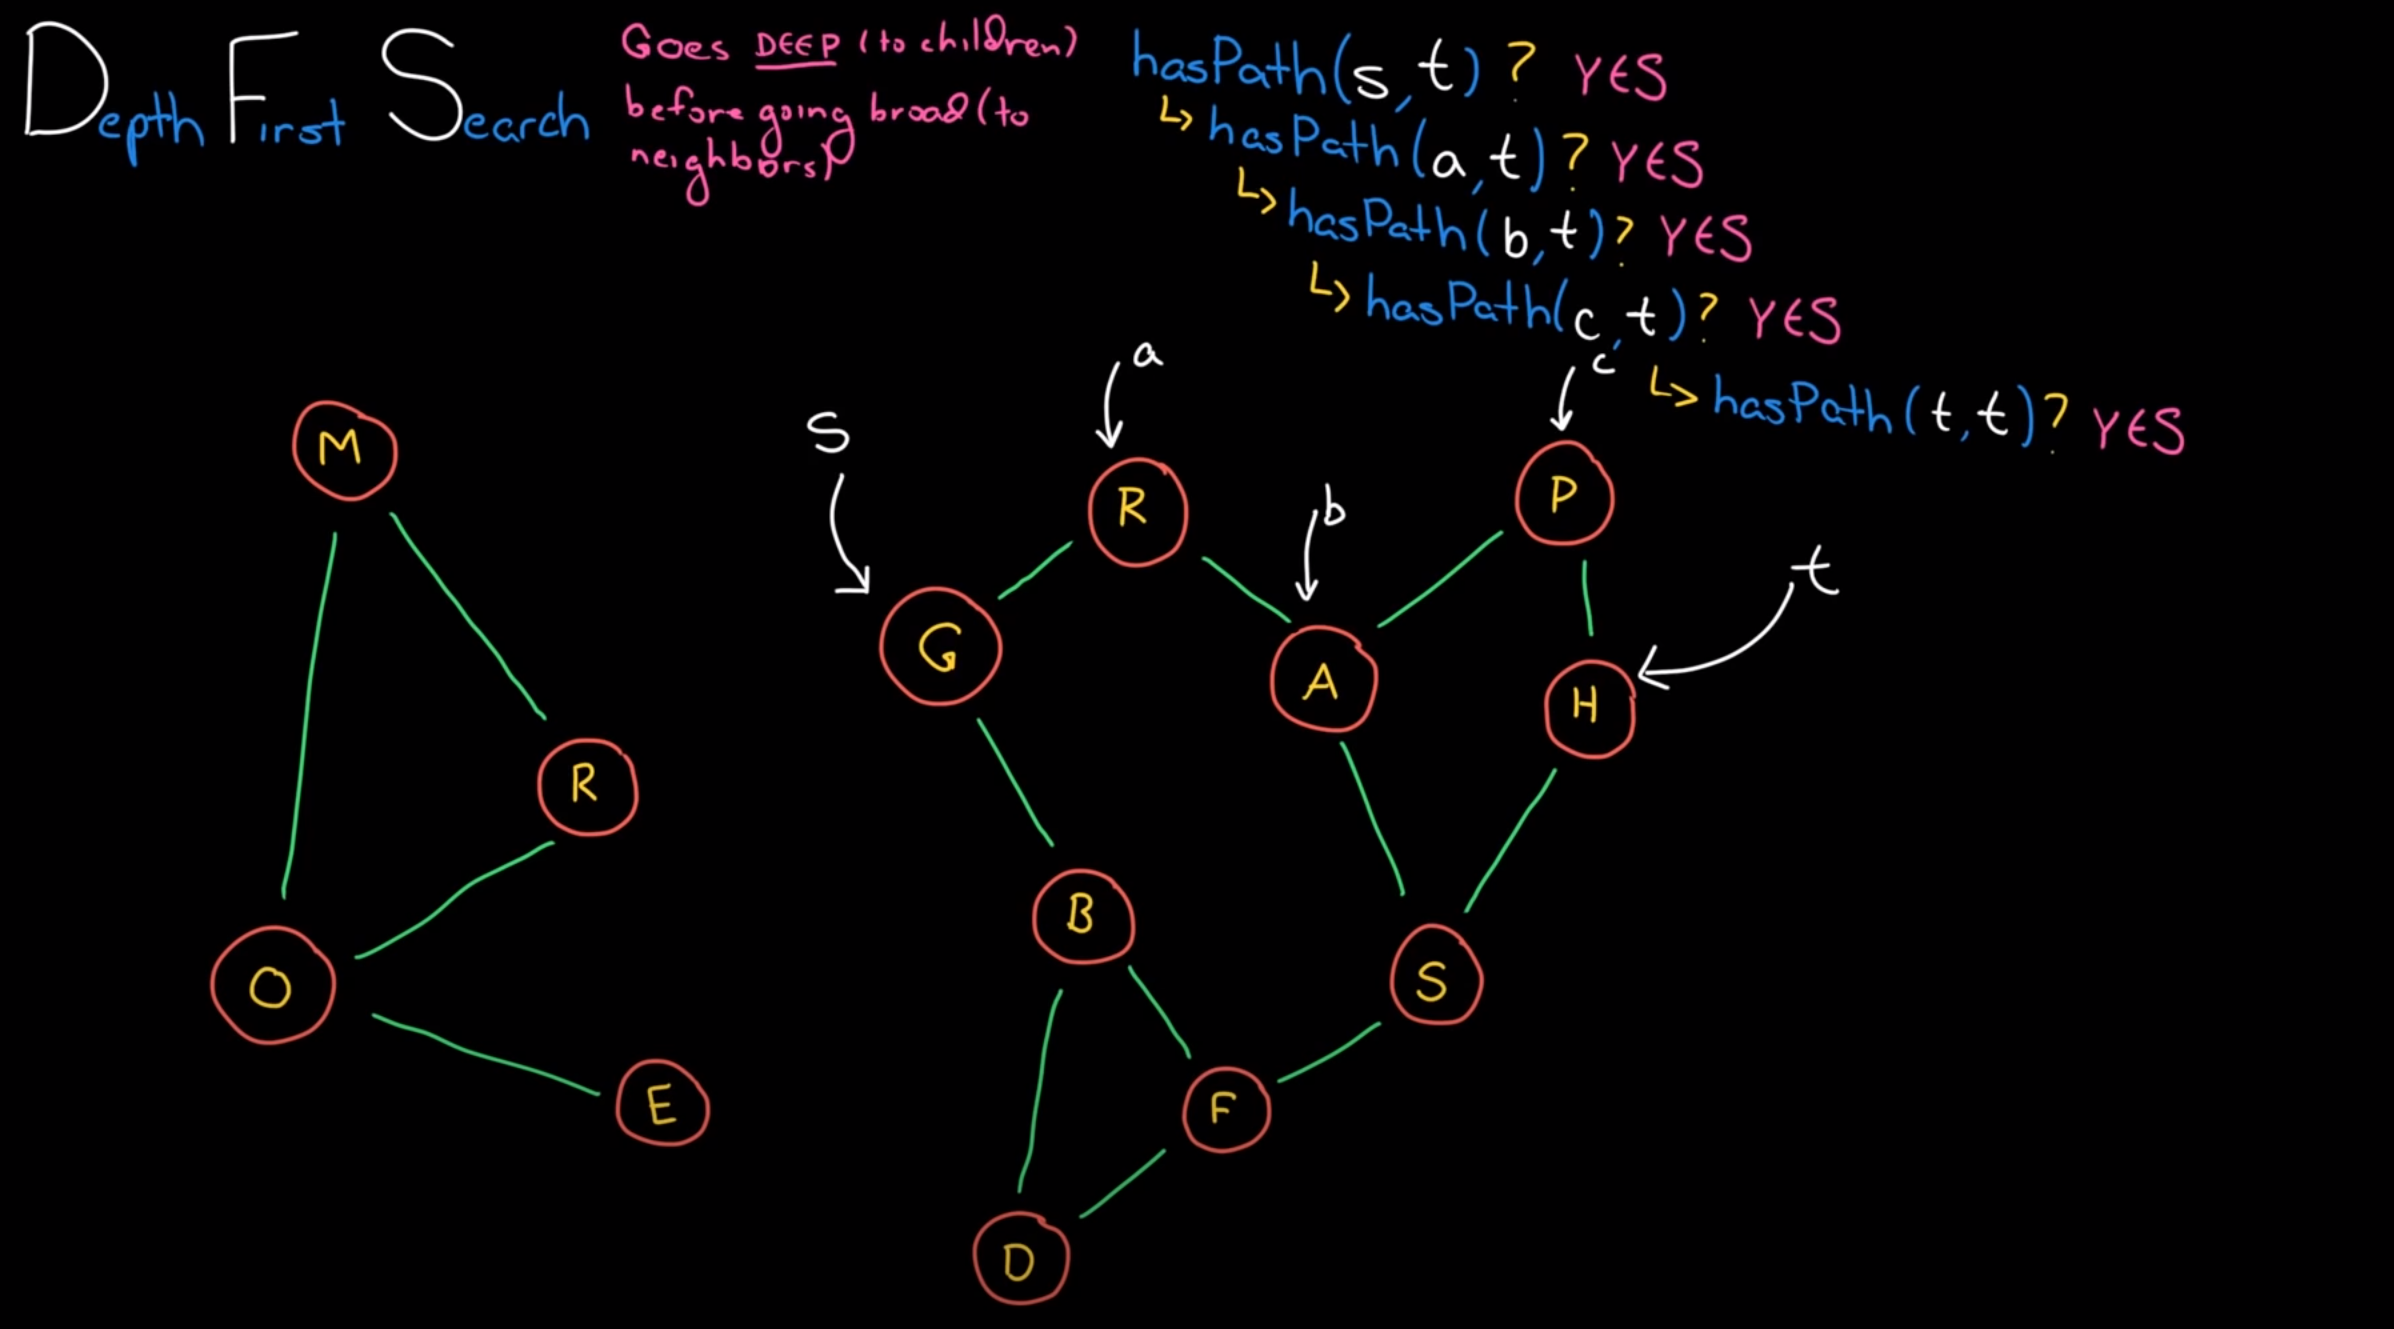 Depth First Search
Goes DEEP (to children)
before going broad (to
neighbors)
hasPath(s, t)? YES
↳ hasPath(a, t)? YES
↳ hasPath(b, t)? YES
↳ hasPath(c, t)? YES
↳ hasPath(t, t)? YES
a
c
s
b
t
M
R
P
G
A
H
R
B
S
O
E
F
D